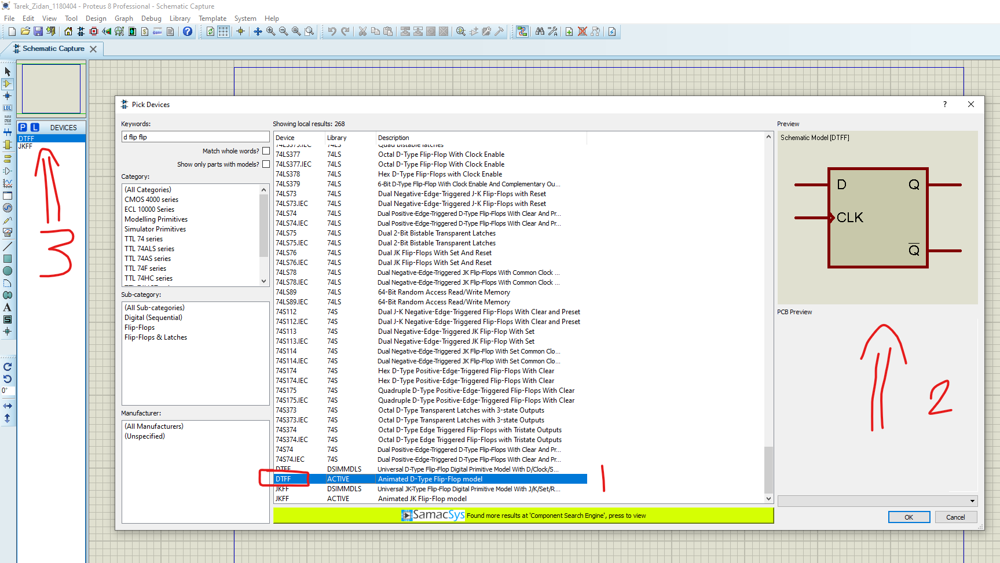 Tarek_Zidan_1180404 - Proteus 8 Professional - Schematic Capture
File Edit View Tool Design Graph Debug Library Template System Help
Schematic Capture
P L DEVICES
DTFF
JKFF
3
LBL
A
S
0°
Pick Devices
?
Keywords:
d flip flip
Match whole words?
Show only parts with models?
Category:
(All Categories)
CMOS 4000 series
ECL 10000 Series
Modelling Primitives
Simulator Primitives
TTL 74 series
TTL 74ALS series
TTL 74AS series
TTL 74F series
TTL 74HC series
Sub-category:
(All Sub-categories)
Digital (Sequential)
Flip-Flops
Flip-Flops & Latches
Manufacturer:
(All Manufacturers)
(Unspecified)
Showing local results: 268
Device Library Description
74LS375.IEC 74LS Quad bistable latches
74LS377 74LS Octal D-Type Flip-Flop With Clock Enable
74LS377.IEC 74LS Octal D-Type Flip-Flop With Clock Enable
74LS378 74LS Hex D-Type Flip-Flops with Clock Enable
74LS379 74LS 6-Bit D-Type Flip-Flop With Clock Enable And Complementary Ou...
74LS73 74LS Dual Negative-Edge-Triggered J-K Flip-Flops with Reset
74LS73.IEC 74LS Dual Negative-Edge-Triggered J-K Flip-Flops with Reset
74LS74 74LS Dual Positive-Edge-Triggered D-Type Flip-Flops With Clear And Pr...
74LS74.IEC 74LS Dual Positive-Edge-Triggered D-Type Flip-Flops With Clear And Pr...
74LS75 74LS Dual 2-Bit Bistable Transparent Latches
74LS75.IEC 74LS Dual 2-Bit Bistable Transparent Latches
74LS76 74LS Dual JK Flip-Flops With Set And Reset
74LS76.IEC 74LS Dual JK Flip-Flops With Set And Reset
74LS78 74LS Dual Negative-Edge-Triggered JK Flip-Flops With Common Clock ...
74LS78.IEC 74LS Dual Negative-Edge-Triggered JK Flip-Flops With Common Clock ...
74LS89 74LS 64-Bit Random Access Read/Write Memory
74LS89.IEC 74LS 64-Bit Random Access Read/Write Memory
74S112 74S Dual J-K Negative-Edge-Triggered Flip-Flops With Clear and Preset
74S112.IEC 74S Dual J-K Negative-Edge-Triggered Flip-Flops With Clear and Preset
74S113 74S Dual Negative-Edge-Triggered JK Flip-Flop With Set
74S113.IEC 74S Dual Negative-Edge-Triggered JK Flip-Flop With Set
74S114 74S Dual Negative-Edge-Triggered JK Flip-Flop With Set Common Clo...
74S114.IEC 74S Dual Negative-Edge-Triggered JK Flip-Flop With Set Common Clo...
74S174 74S Hex D-Type Positive-Edge-Triggered Flip-Flops With Clear
74S174.IEC 74S Hex D-Type Positive-Edge-Triggered Flip-Flops With Clear
74S175 74S Quadruple D-Type Positive-Edge-Triggered Flip-Flops With Clear
74S175.IEC 74S Quadruple D-Type Positive-Edge-Triggered Flip-Flops With Clear
74S373 74S Octal D-Type Transparent Latches with 3-state Outputs
74S373.IEC 74S Octal D-Type Transparent Latches with 3-state Outputs
74S374 74S Octal D-Type Edge Triggered Flip-Flops with Tristate Outputs
74S374.IEC 74S Octal D-Type Edge Triggered Flip-Flops with Tristate Outputs
74S74 74S Dual Positive-Edge-Triggered D-Type Flip-Flops With Clear And Pr...
74S74.IEC 74S Dual Positive-Edge-Triggered D-Type Flip-Flops With Clear And Pr...
DTFF DSIMMDLS Universal D-Type Flip-Flop Digital Primitive Model With D/Clock/S...
DTFF ACTIVE Animated D-Type Flip-Flop model
JKFF DSIMMDLS Universal JK-Type Flip-Flop Digital Primitive Model With J/K/Set/R...
JKFF ACTIVE Animated JK Flip-Flop model
1
SamacSys Found more results at 'Component Search Engine', press to view
Preview
Schematic Model [DTFF]
D Q
CLK
Q̅
PCB Preview
2
OK Cancel